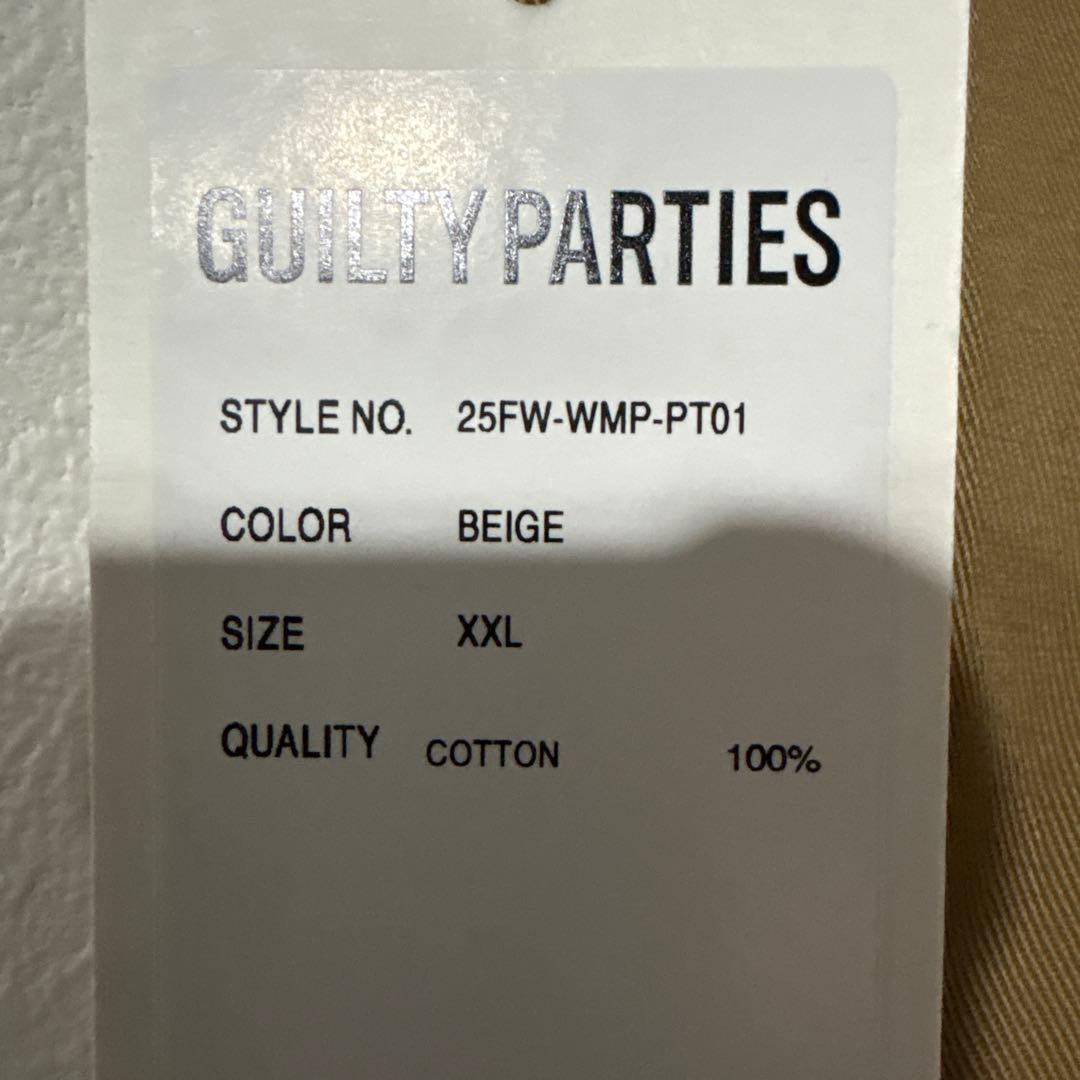 GUILTY PARTIES
STYLE NO. 25FW-WMP-PT01
COLOR BEIGE
SIZE XXL
QUALITY COTTON 100%